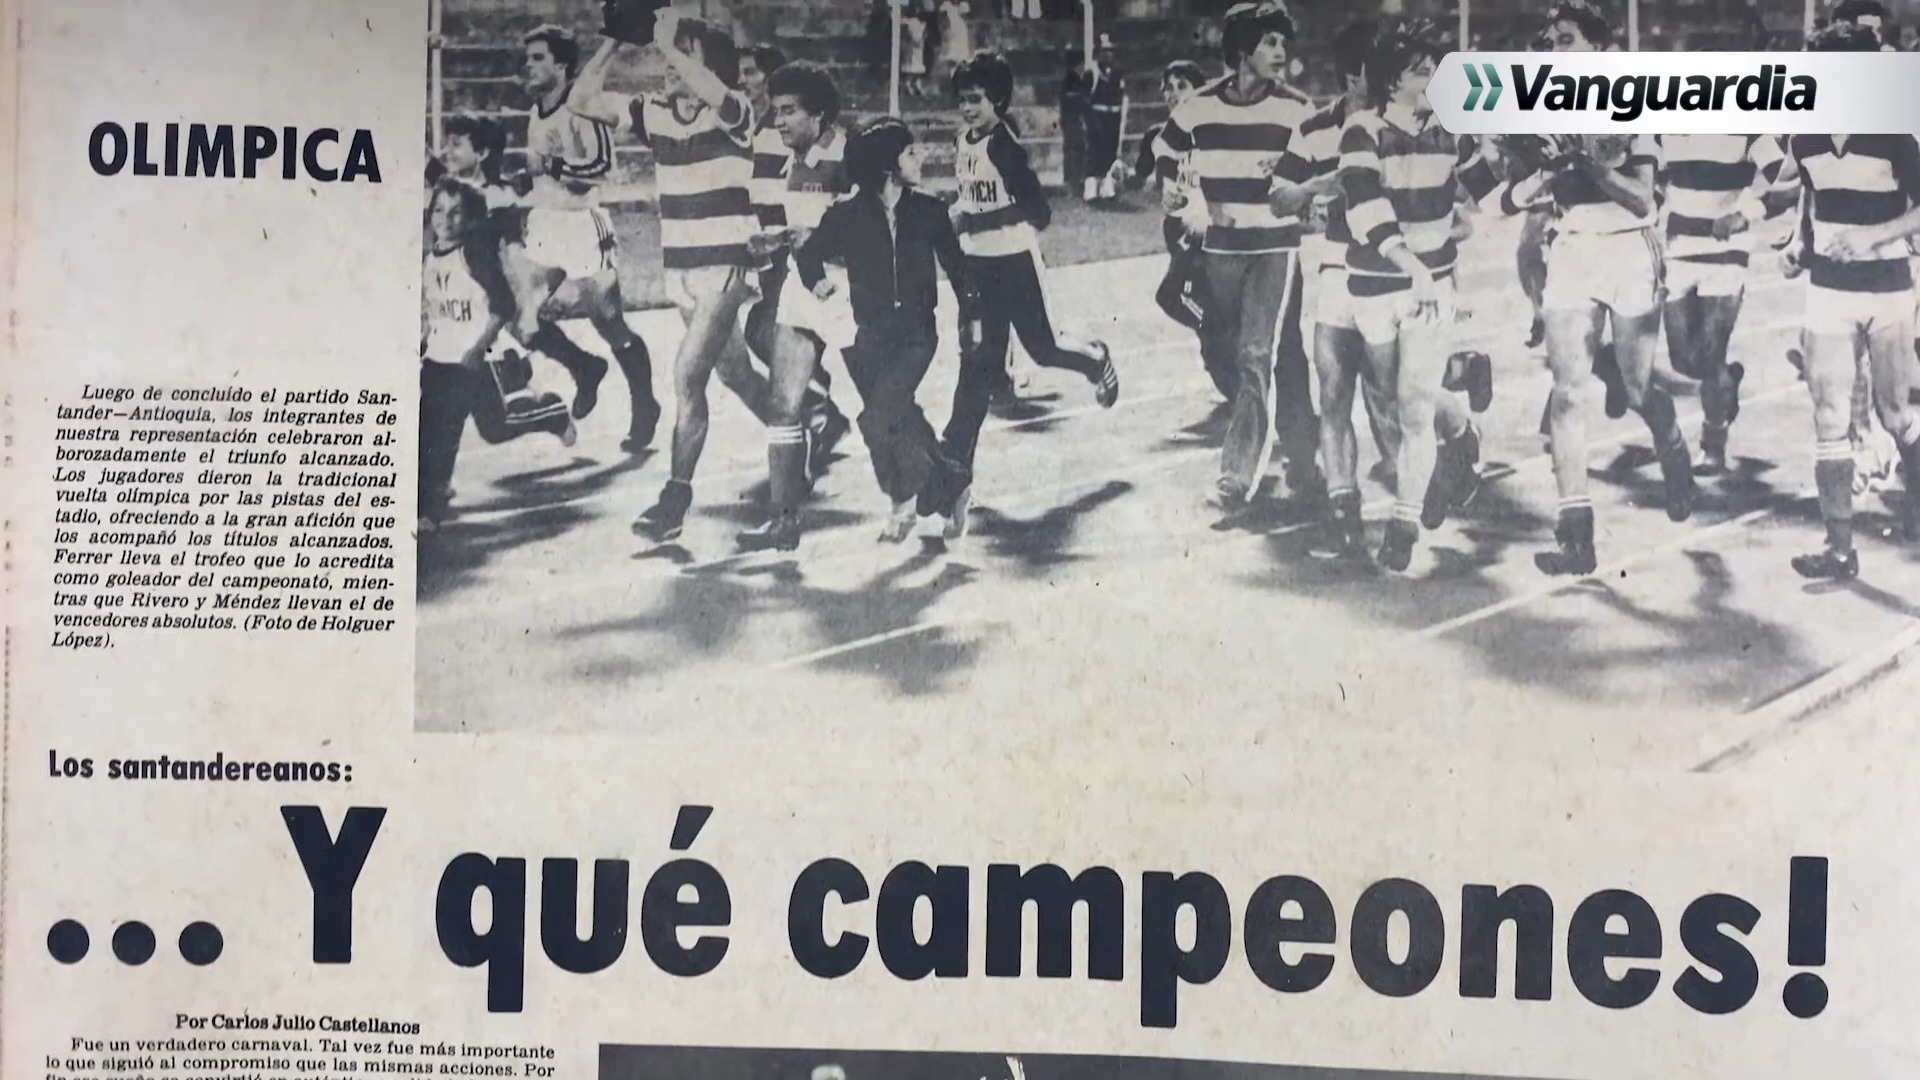 Vanguardia
OLIMPICA
Luego de concluído el partido San-
tander—Antioquia, los integrantes de
nuestra representación celebraron al-
borozadamente el triunfo alcanzado.
Los jugadores dieron la tradicional
vuelta olímpica por las pistas del es-
tadio, ofreciendo a la gran afición que
los acompañó los títulos alcanzados.
Ferrer lleva el trofeo que lo acredita
como goleador del campeonato, mien-
tras que Rivero y Méndez llevan el de
vencedores absolutos. (Foto de Holguer
López).
Los santandereanos:
... Y qué campeones!
Por Carlos Julio Castellanos
Fue un verdadero carnaval. Tal vez fue más importante
lo que siguió al compromiso que las mismas acciones. Por